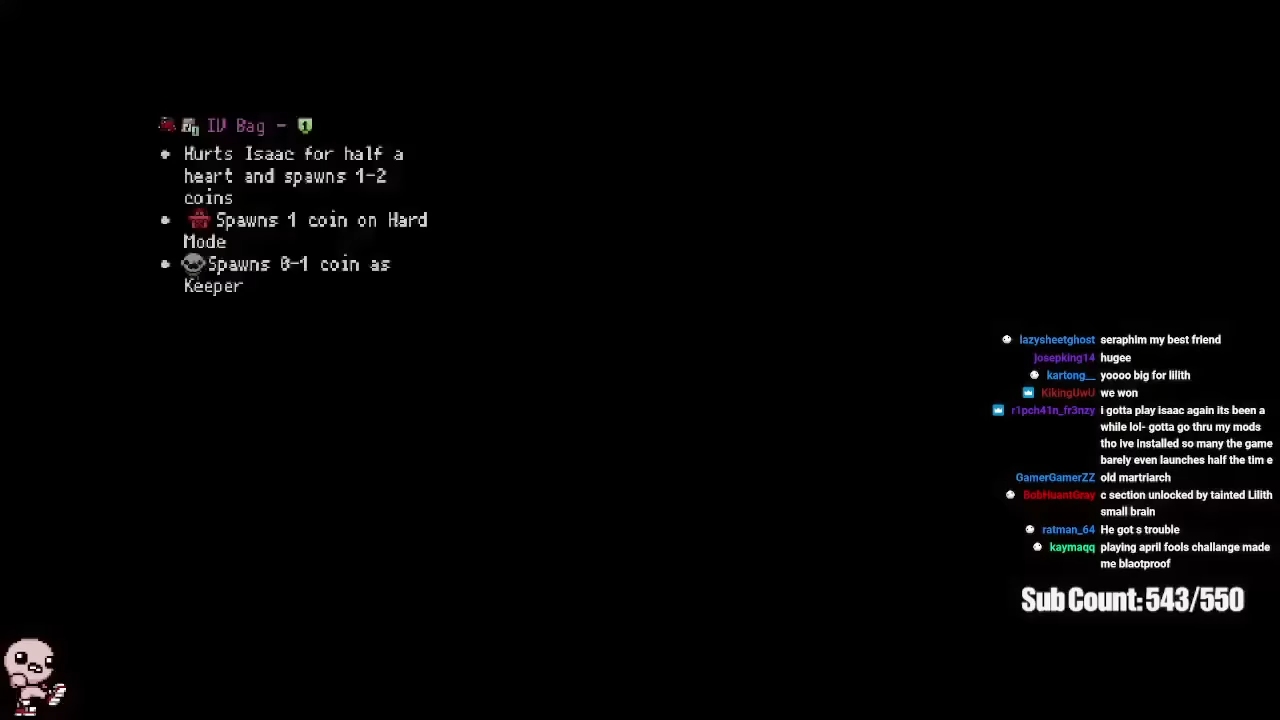 IV Bag - 1
Hurts Isaac for half a
heart and spawns 1-2
coins
Spawns 1 coin on Hard
Mode
Spawns 0-1 coin as
Keeper
lazysheetghost seraphim my best friend
josepking14 hugee
kartong__ yoooo big for lilith
KikingUwU we won
r1pch41n_fr3nzy i gotta play isaac again its been a
while lol- gotta go thru my mods
tho ive installed so many the game
barely even launches half the tim e
GamerGamerZZ old martriarch
BobHuantGray c section unlocked by tainted Lilith
small brain
ratman_64 He got s trouble
kaymaqq playing april fools challange made
me blaotproof
Sub Count: 543/550